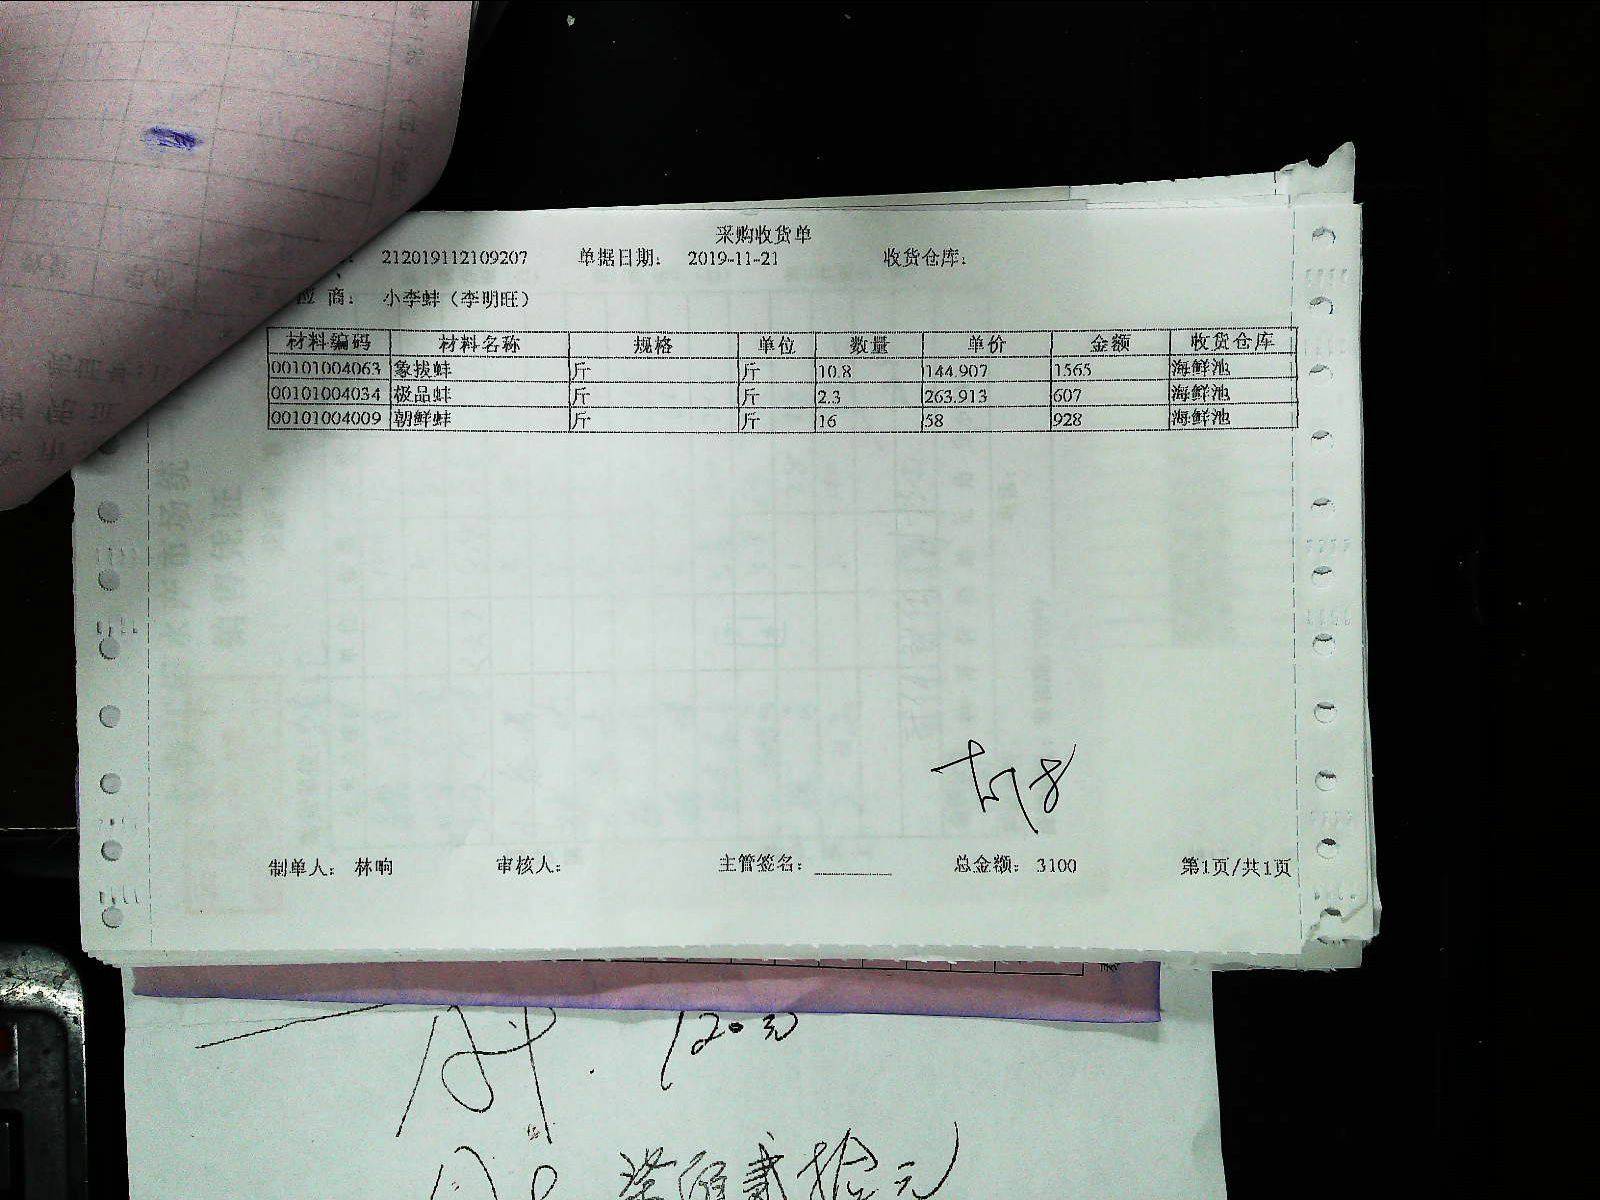 采购收货单
212019112109207 单据日期： 2019-11-21 收货仓库：
应 商： 小李蚌（李明旺）
材料编码 材料名称 规格 单位 数量 单价 金额 收货仓库
00101004063 象拔蚌 斤 斤 10.8 144.907 1565 海鲜池
00101004034 极品蚌 斤 斤 2.3 263.913 607 海鲜池
00101004009 朝鲜蚌 斤 斤 16 58 928 海鲜池
制单人： 林响 审核人： 主管签名： 总金额： 3100 第1页/共1页
120元